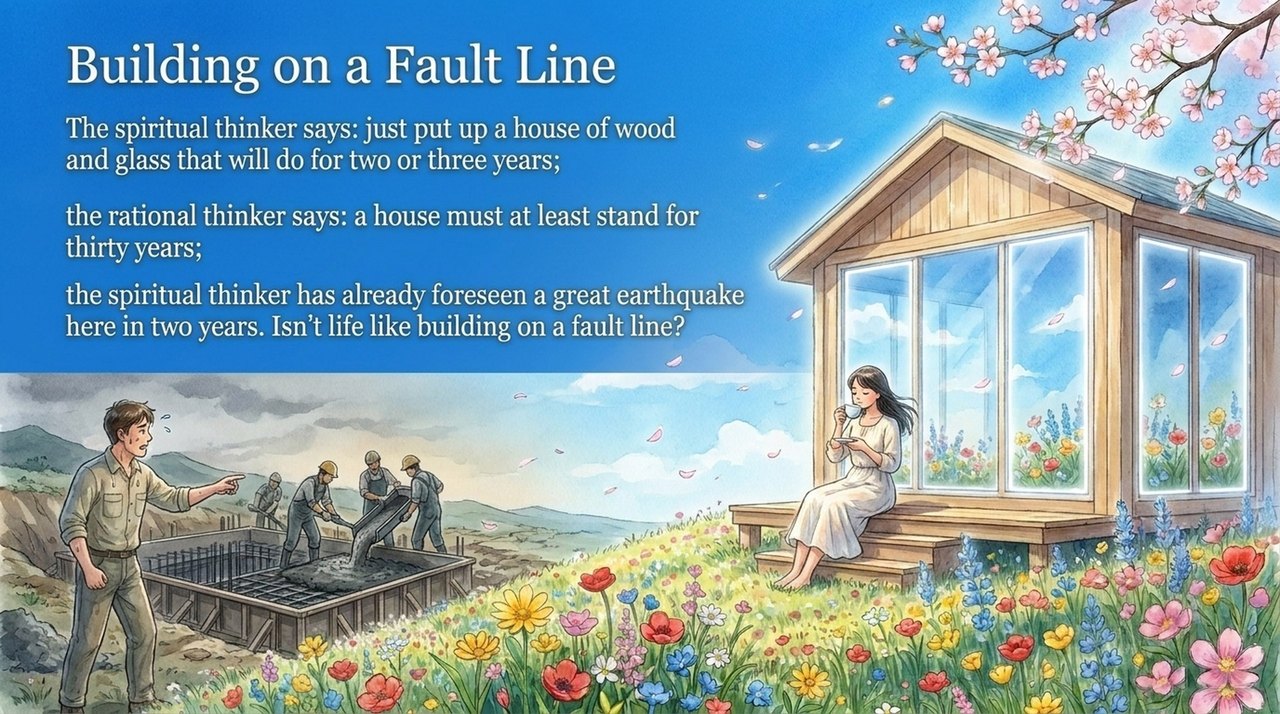 Building on a Fault Line
The spiritual thinker says: just put up a house of wood
and glass that will do for two or three years;
the rational thinker says: a house must at least stand for
thirty years;
the spiritual thinker has already foreseen a great earthquake
here in two years. Isn’t life like building on a fault line?